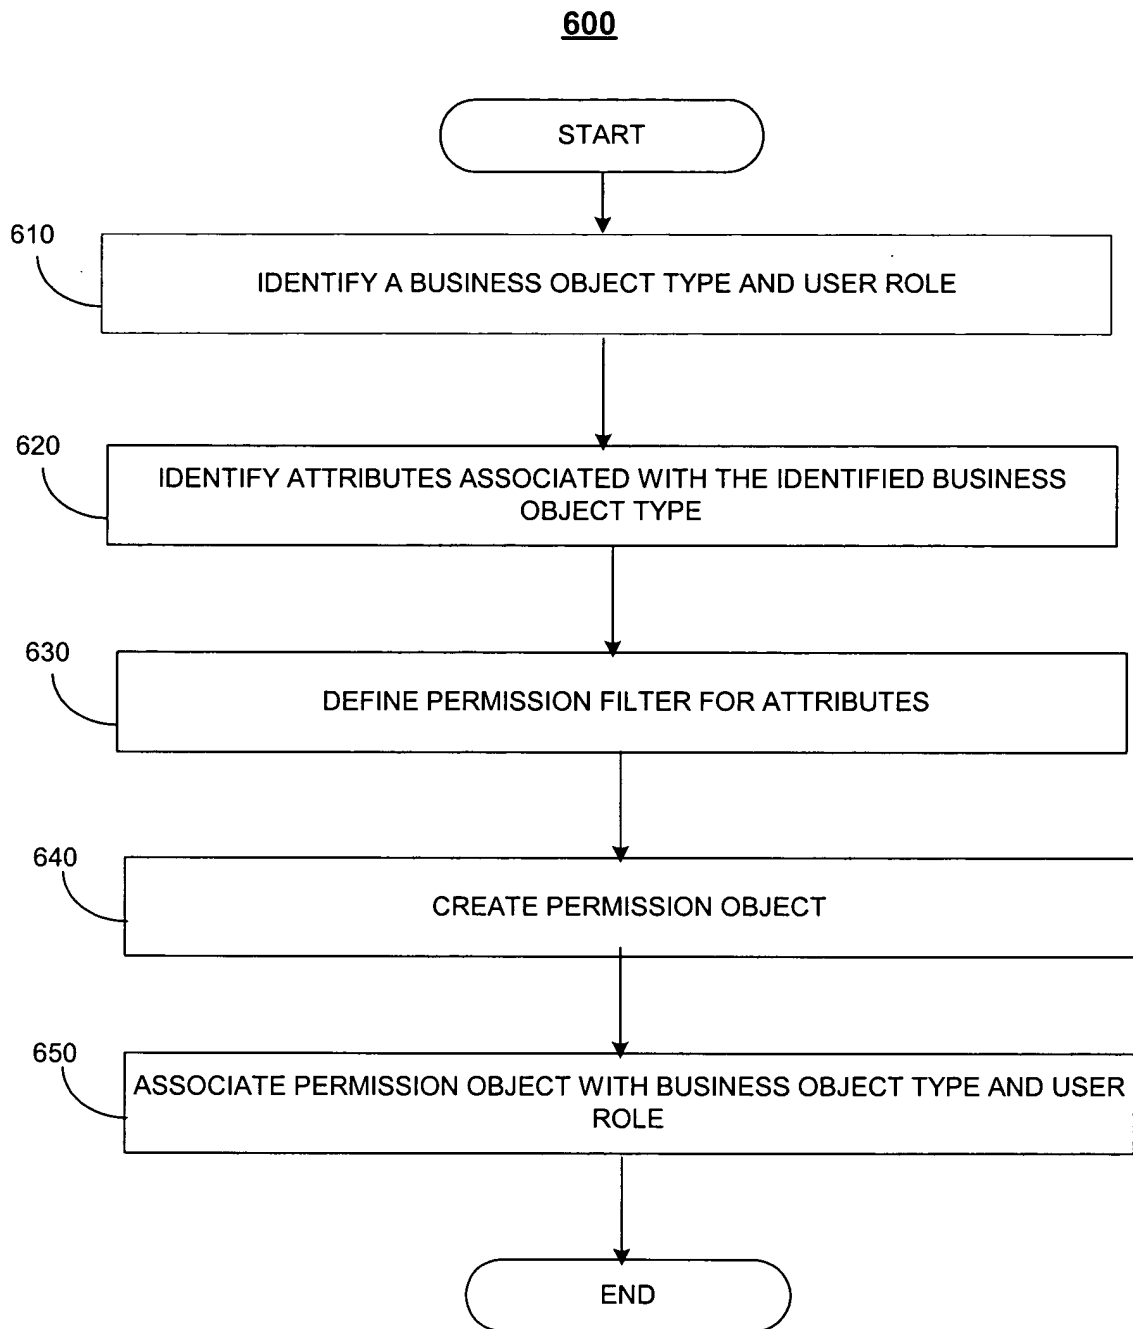 600
START
610
IDENTIFY A BUSINESS OBJECT TYPE AND USER ROLE
620
IDENTIFY ATTRIBUTES ASSOCIATED WITH THE IDENTIFIED BUSINESS
OBJECT TYPE
630
DEFINE PERMISSION FILTER FOR ATTRIBUTES
640
CREATE PERMISSION OBJECT
650
ASSOCIATE PERMISSION OBJECT WITH BUSINESS OBJECT TYPE AND USER
ROLE
END